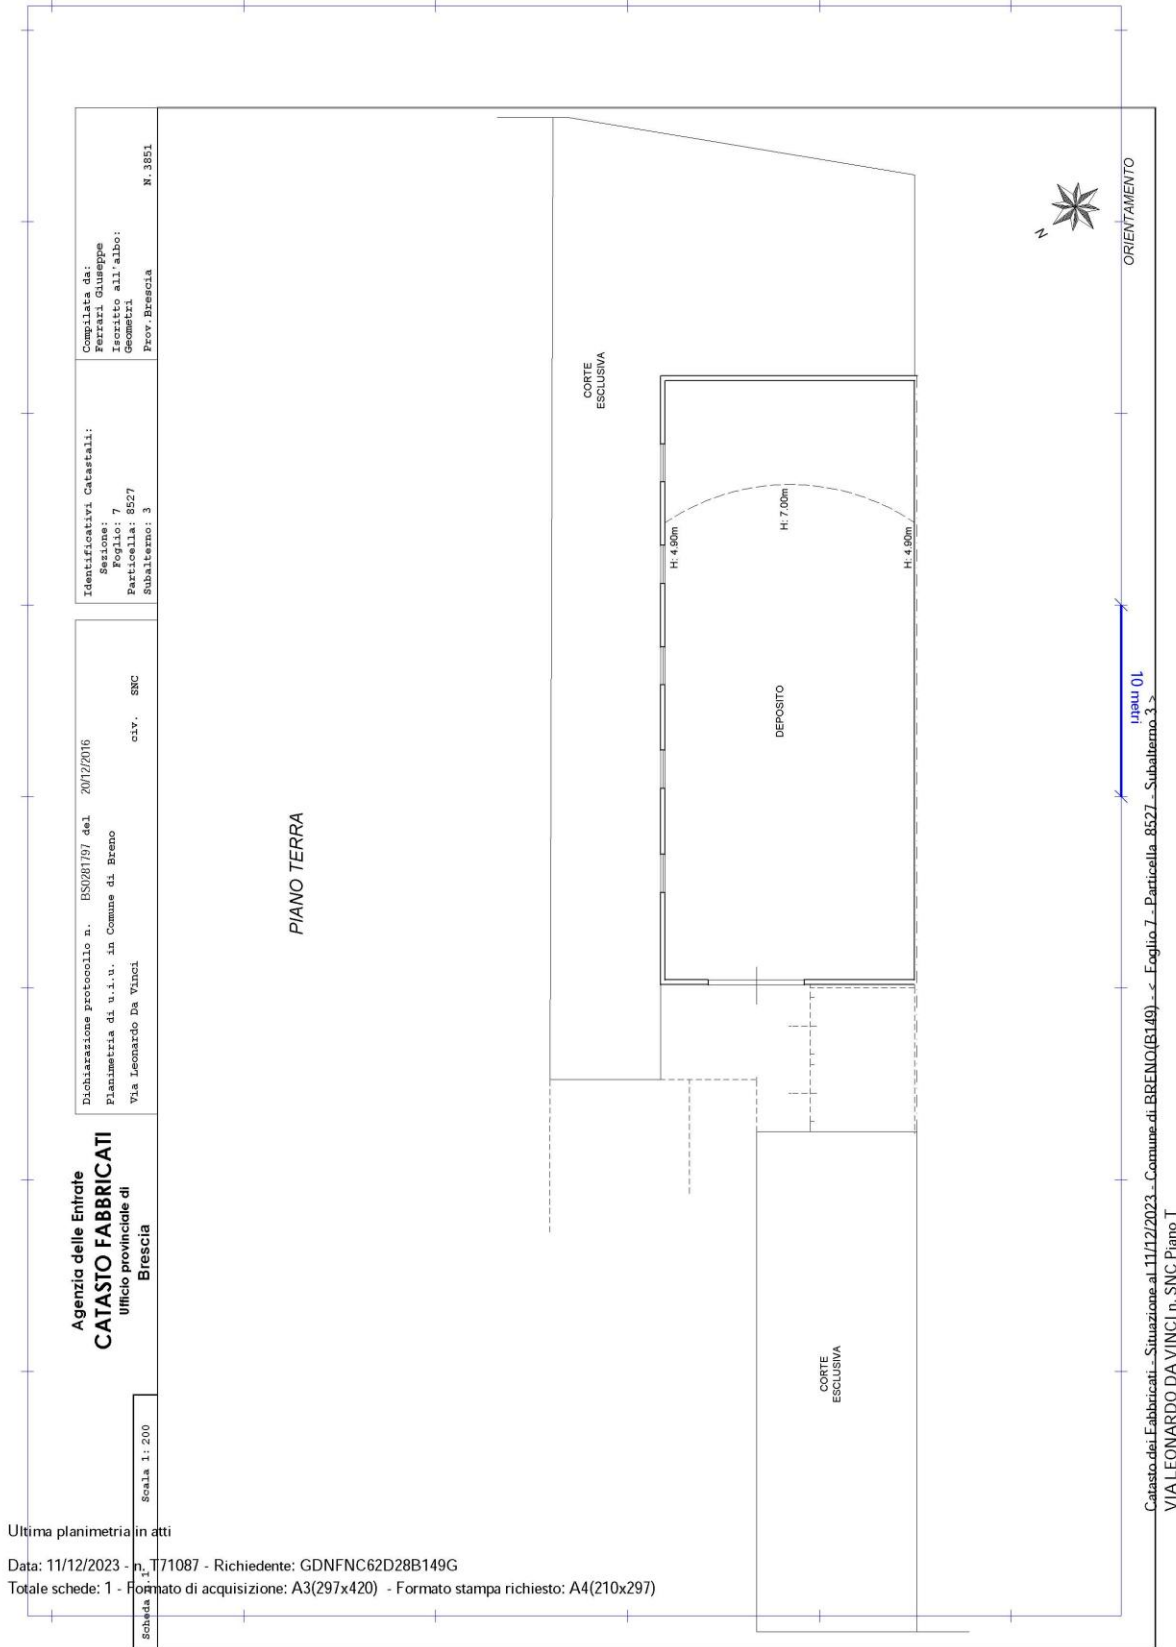 Agenzia delle Entrate
CATASTO FABBRICATI
Ufficio provinciale di
Brescia
Dichiarazione protocollo n. BS0281797 del 20/12/2016
Planimetria di u.i.u. in Comune di Breno
Via Leonardo Da Vinci civ. SNC
Identificativi Catastali:
Sezione:
Foglio: 7
Particella: 8527
Subalterno: 3
Compilata da:
Ferrari Giuseppe
Iscritto all'albo:
Geometri
Prov. Brescia N. 3851
Scheda n.1 Scala 1: 200
PIANO TERRA
CORTE
ESCLUSIVA
H: 4.90m
H: 7.00m
H: 4.90m
DEPOSITO
CORTE
ESCLUSIVA
N
ORIENTAMENTO
10 metri
Catasto dei Fabbricati - Situazione al 11/12/2023 - Comune di BRENO(B149) - < Foglio 7 - Particella 8527 - Subalterno 3 >
VIA LEONARDO DA VINCI n. SNC Piano T
Ultima planimetria in atti
Data: 11/12/2023 - n. T71087 - Richiedente: GDNFNC62D28B149G
Totale schede: 1 - Formato di acquisizione: A3(297x420) - Formato stampa richiesto: A4(210x297)